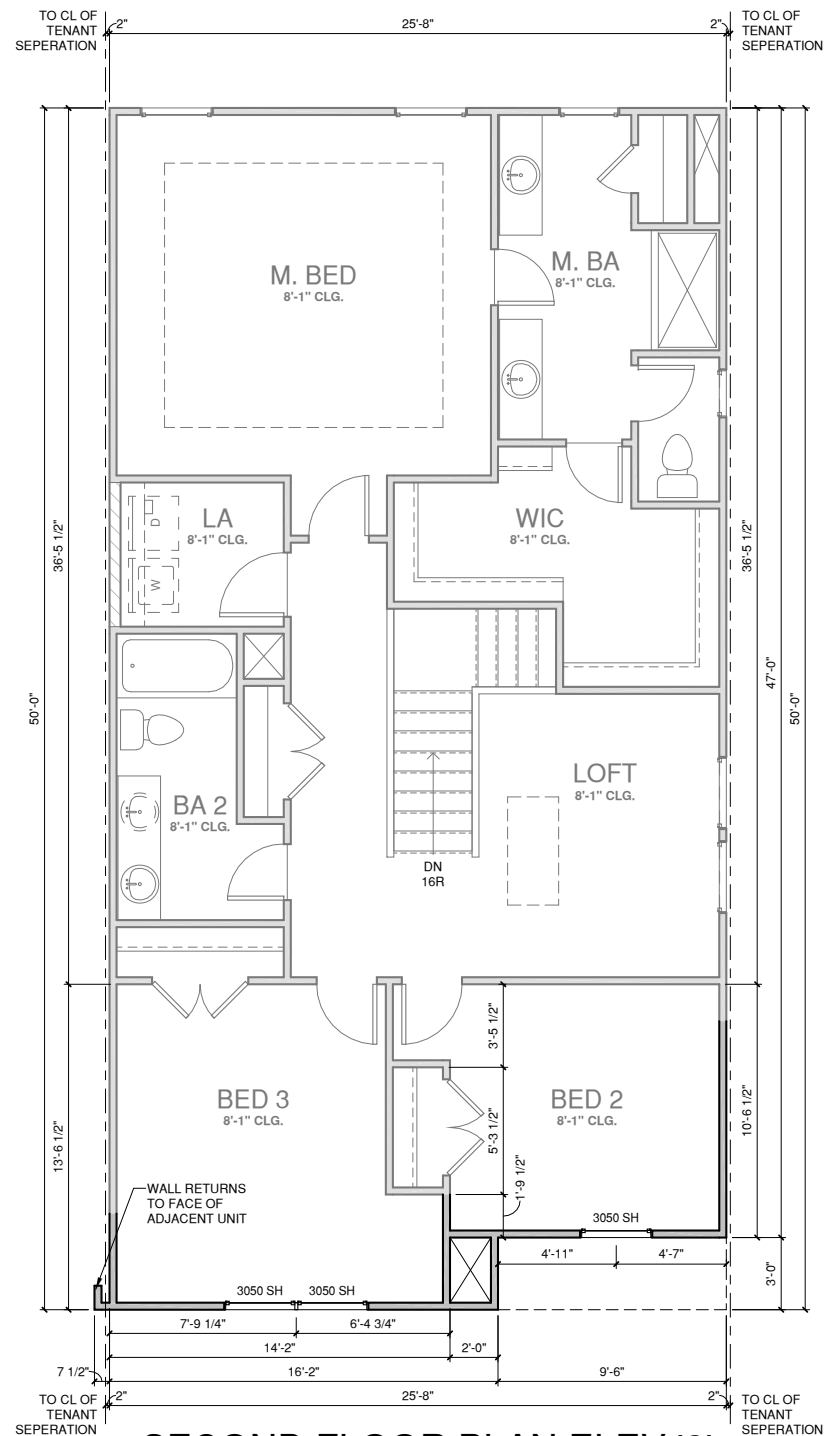 TO CL OF
TENANT
SEPERATION
2"
25'-8"
2"
TO CL OF
TENANT
SEPERATION
M. BED
8'-1" CLG.
M. BA
8'-1" CLG.
LA
8'-1" CLG.
D
W
WIC
8'-1" CLG.
36'-5 1/2"
36'-5 1/2"
50'-0"
47'-0"
50'-0"
LOFT
8'-1" CLG.
BA 2
8'-1" CLG.
DN
16R
3'-5 1/2"
BED 3
8'-1" CLG.
BED 2
8'-1" CLG.
5'-3 1/2"
10'-6 1/2"
13'-6 1/2"
1'-9 1/2"
WALL RETURNS
TO FACE OF
ADJACENT UNIT
3050 SH
4'-11"
4'-7"
3'-0"
3050 SH
3050 SH
7'-9 1/4"
6'-4 3/4"
14'-2"
2'-0"
7 1/2"
16'-2"
9'-6"
TO CL OF
TENANT
SEPERATION
2"
25'-8"
2"
TO CL OF
TENANT
SEPERATION